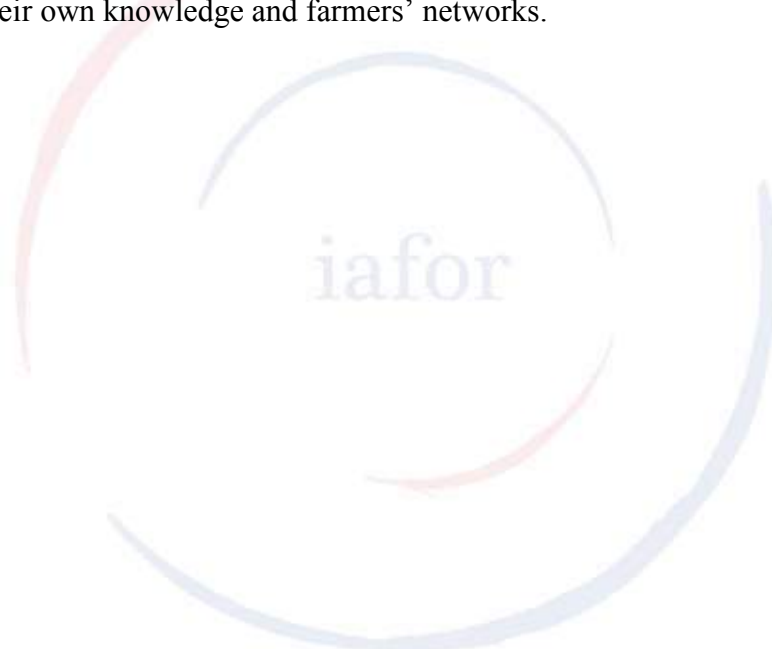 eir own knowledge and farmers’ networks.
iafor